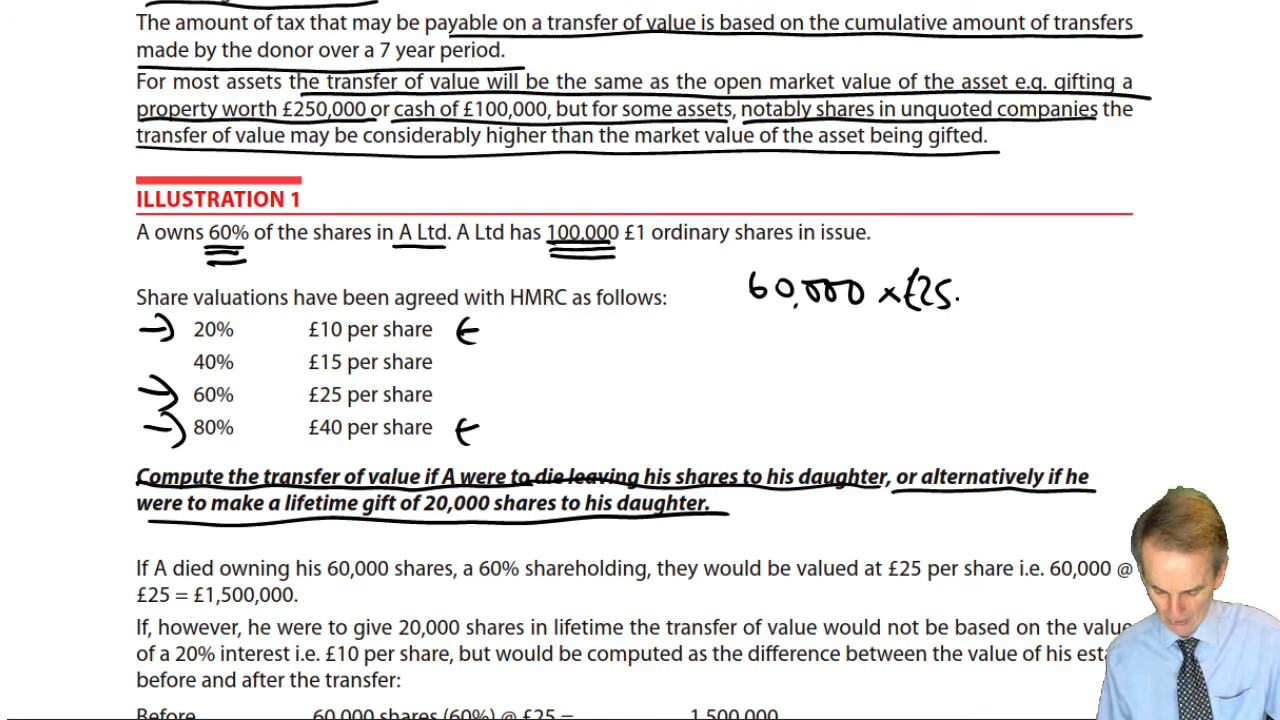 The amount of tax that may be payable on a transfer of value is based on the cumulative amount of transfers
made by the donor over a 7 year period.
For most assets the transfer of value will be the same as the open market value of the asset e.g. gifting a
property worth £250,000 or cash of £100,000, but for some assets, notably shares in unquoted companies the
transfer of value may be considerably higher than the market value of the asset being gifted.
ILLUSTRATION 1
A owns 60% of the shares in A Ltd. A Ltd has 100,000 £1 ordinary shares in issue.
60,000 × £25.
Share valuations have been agreed with HMRC as follows:
20% £10 per share
40% £15 per share
60% £25 per share
80% £40 per share
Compute the transfer of value if A were to die leaving his shares to his daughter, or alternatively if he
were to make a lifetime gift of 20,000 shares to his daughter.
If A died owning his 60,000 shares, a 60% shareholding, they would be valued at £25 per share i.e. 60,000 @
£25 = £1,500,000.
If, however, he were to give 20,000 shares in lifetime the transfer of value would not be based on the value
of a 20% interest i.e. £10 per share, but would be computed as the difference between the value of his
before and after the transfer:
Before 60,000 shares (60%) @ £25 = 1,500,000